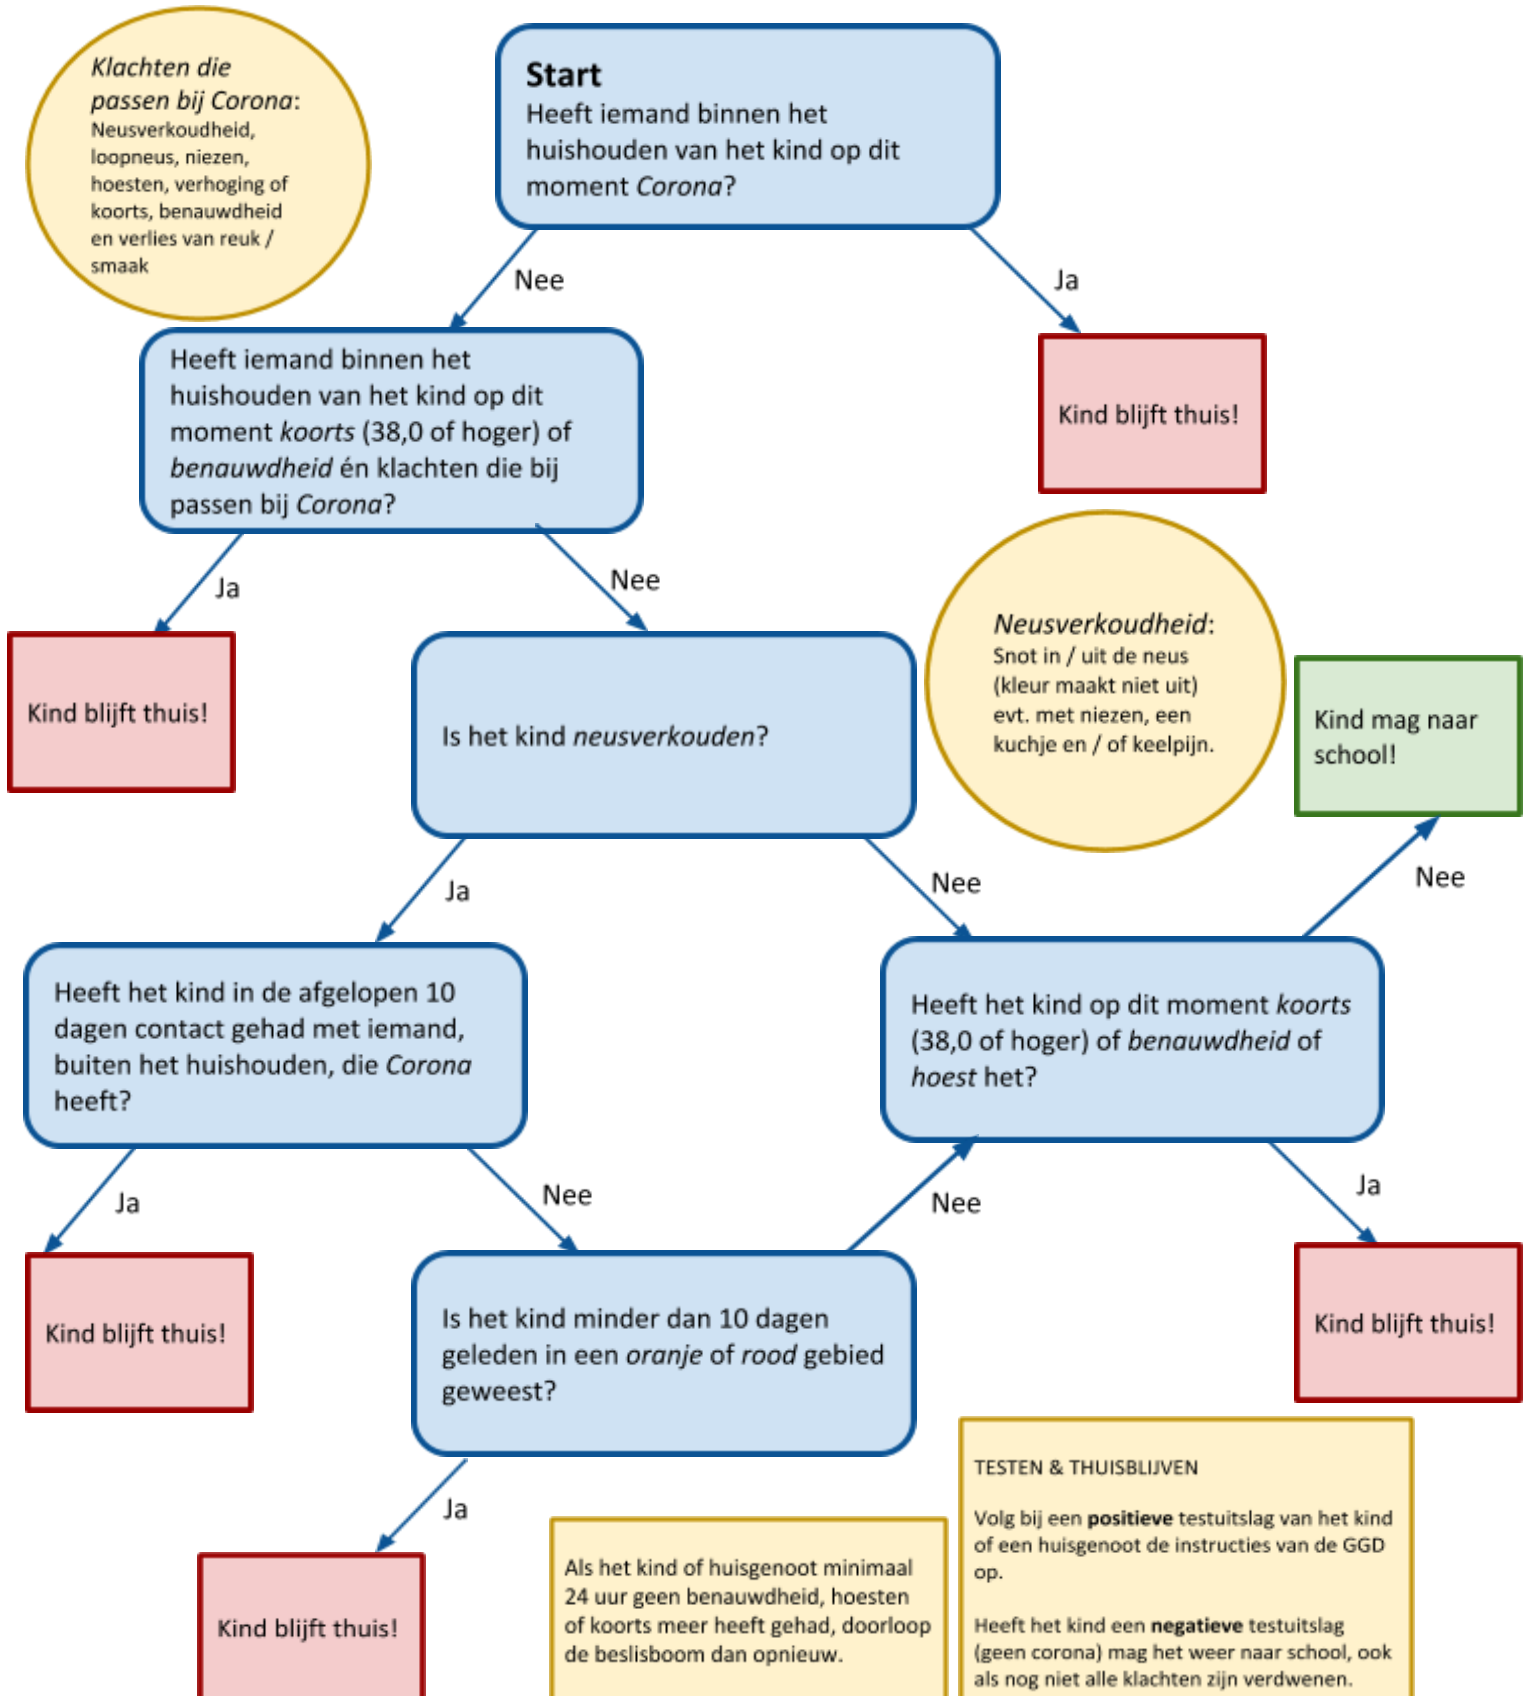 Klachten die
passen bij Corona:
Neusverkoudheid,
loopneus, niezen,
hoesten, verhoging of
koorts, benauwdheid
en verlies van reuk /
smaak
Start
Heeft iemand binnen het
huishouden van het kind op dit
moment Corona?
Nee
Ja
Heeft iemand binnen het
huishouden van het kind op dit
moment koorts (38,0 of hoger) of
benauwdheid én klachten die bij
passen bij Corona?
Kind blijft thuis!
Ja
Nee
Kind blijft thuis!
Is het kind neusverkouden?
Neusverkoudheid:
Snot in / uit de neus
(kleur maakt niet uit)
evt. met niezen, een
kuchje en / of keelpijn.
Kind mag naar
school!
Ja
Nee
Nee
Heeft het kind in de afgelopen 10
dagen contact gehad met iemand,
buiten het huishouden, die Corona
heeft?
Heeft het kind op dit moment koorts
(38,0 of hoger) of benauwdheid of
hoest het?
Ja
Nee
Nee
Ja
Kind blijft thuis!
Is het kind minder dan 10 dagen
geleden in een oranje of rood gebied
geweest?
Kind blijft thuis!
Ja
Kind blijft thuis!
Als het kind of huisgenoot minimaal
24 uur geen benauwdheid, hoesten
of koorts meer heeft gehad, doorloop
de beslisboom dan opnieuw.
TESTEN & THUISBLIJVEN
Volg bij een positieve testuitslag van het kind
of een huisgenoot de instructies van de GGD
op.
Heeft het kind een negatieve testuitslag
(geen corona) mag het weer naar school, ook
als nog niet alle klachten zijn verdwenen.